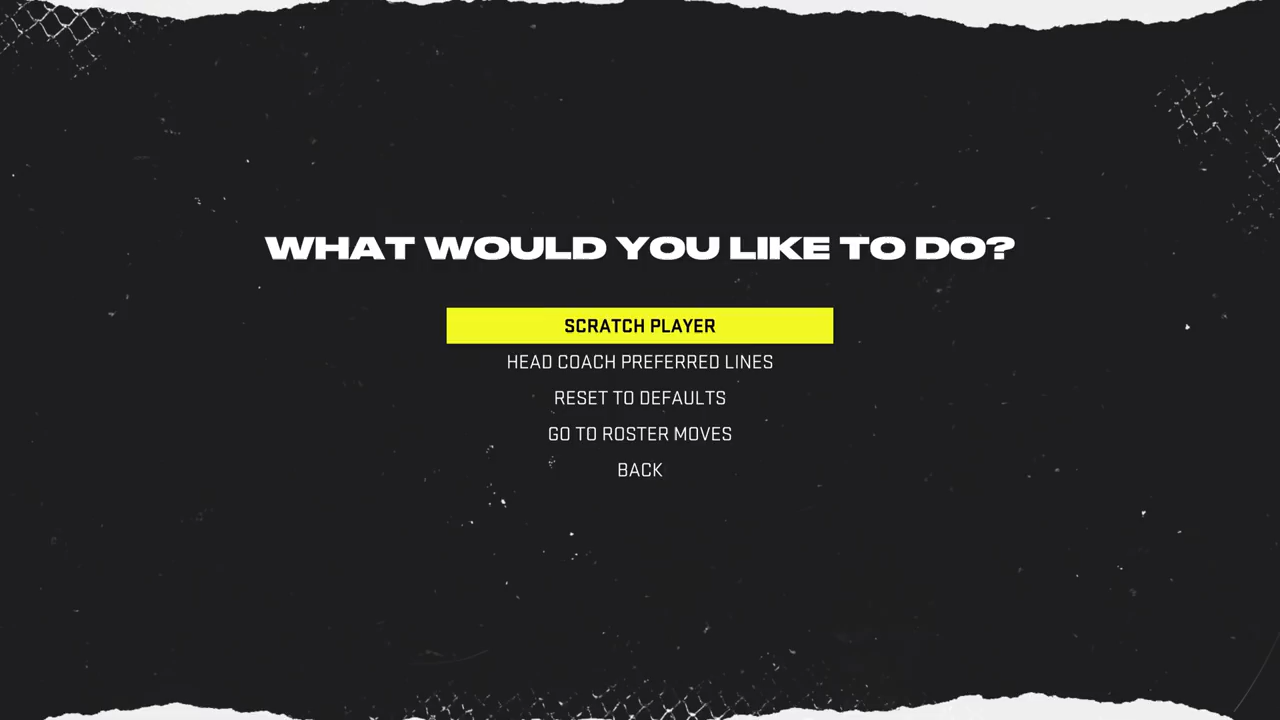 WHAT WOULD YOU LIKE TO DO?
SCRATCH PLAYER
HEAD COACH PREFERRED LINES
RESET TO DEFAULTS
GO TO ROSTER MOVES
BACK